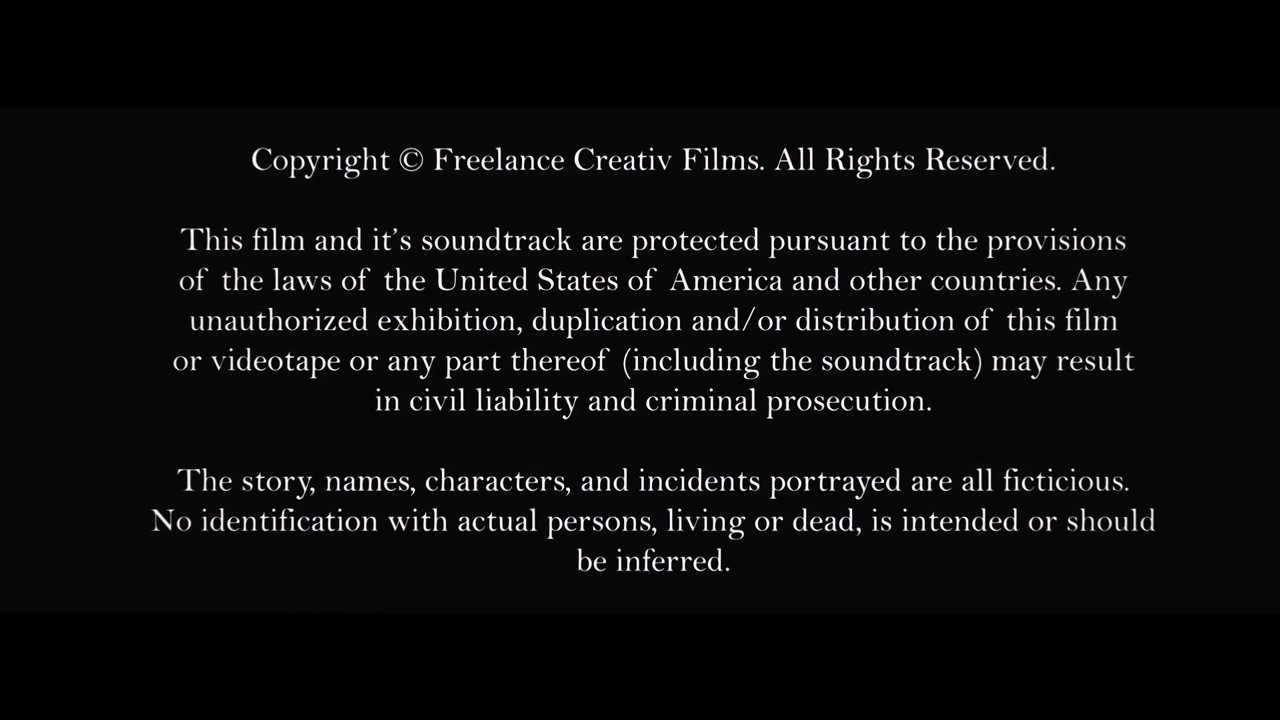 Copyright © Freelance Creativ Films. All Rights Reserved.
This film and it's soundtrack are protected pursuant to the provisions
of the laws of the United States of America and other countries. Any
unauthorized exhibition, duplication and/or distribution of this film
or videotape or any part thereof (including the soundtrack) may result
in civil liability and criminal prosecution.
The story, names, characters, and incidents portrayed are all ficticious.
No identification with actual persons, living or dead, is intended or should
be inferred.